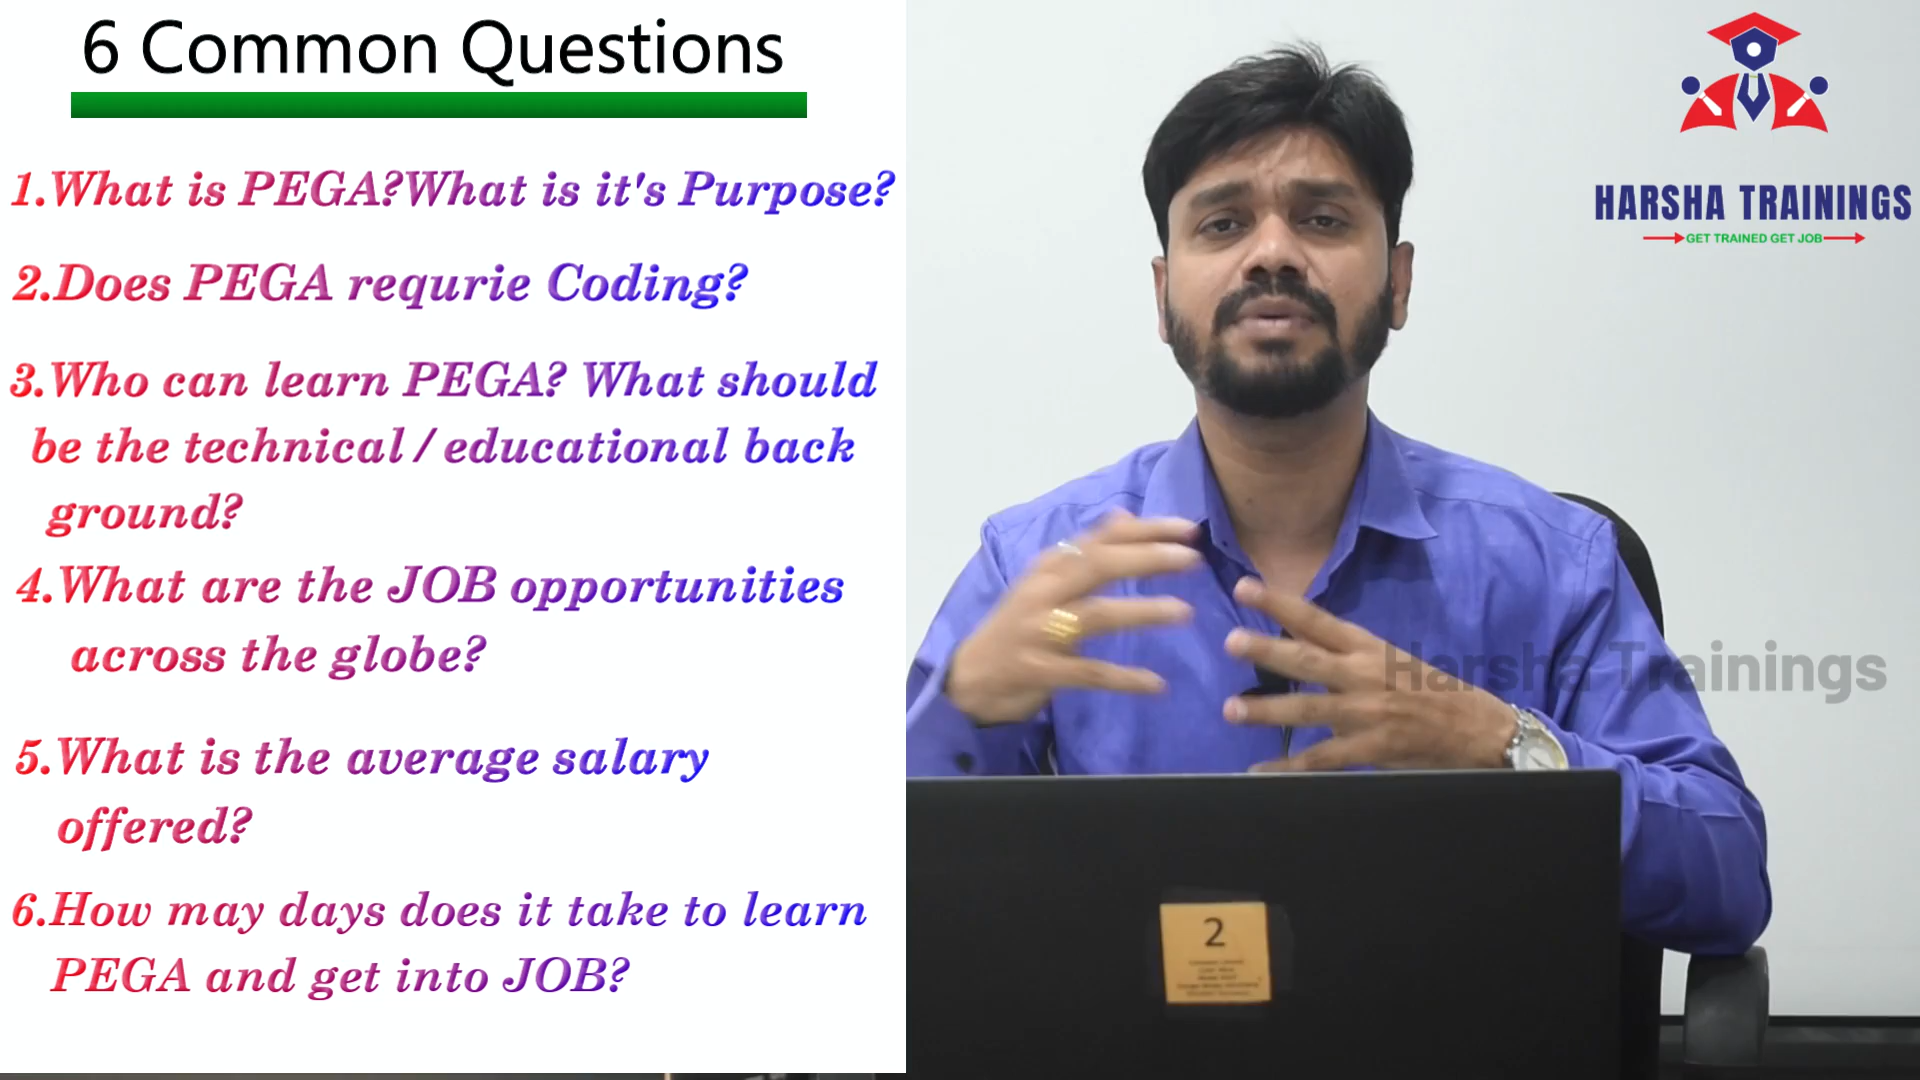 6 Common Questions
1.What is PEGA?What is it's Purpose?
2.Does PEGA requrie Coding?
3.Who can learn PEGA? What should
be the technical / educational back
ground?
4.What are the JOB opportunities
across the globe?
5.What is the average salary
offered?
6.How may days does it take to learn
PEGA and get into JOB?
HARSHA TRAININGS
GET TRAINED GET JOB
Harsha Trainings
2